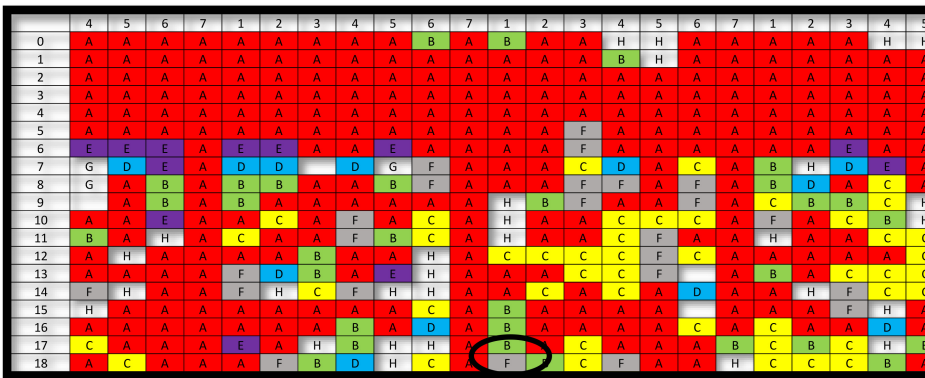 4 5 6 7 1 2 3 4 5 6 7 1 2 3 4 5 6 7 1 2 3 4 5
0 A A A A A A A A A B A B A A H H A A A A A H H
1 A A A A A A A A A A A A A A B H A A A A A A A
2 A A A A A A A A A A A A A A A A A A A A A A A
3 A A A A A A A A A A A A A A A A A A A A A A A
4 A A A A A A A A A A A A A A A A A A A A A A A
5 A A A A A A A A A A A A A F A A A A A A A A A
6 E E E A E E A A E A A A A F A A A A A A E A A
7 G D E A D D D G F A A A C D A C A B H D E A
8 G A B A B B A A B F A A A F F A F A B D A C A
9 A B A B A A A A A A H B F A A F A C B B C H
10 A A E A A C A F A C A H A A C C C A F A C B H
11 B A H A C A A F B C A H A A C F A A H A A C C
12 A H A A A A B A A H A C C C C F C A A A A A C
13 A A A A F D B A E H A A A C C F A B A C C C
14 F H A A F H C F H H A A C A C A D A A H F C C
15 H A A A A A A A A C A B A A A A A A A F H A
16 A A A A A A A B A D A B A A A A C A C A A D A
17 C A A A E A H B H H A B A C A A A B C B C H B
18 A C A A A F B D H C A F C F A A H C C C B A